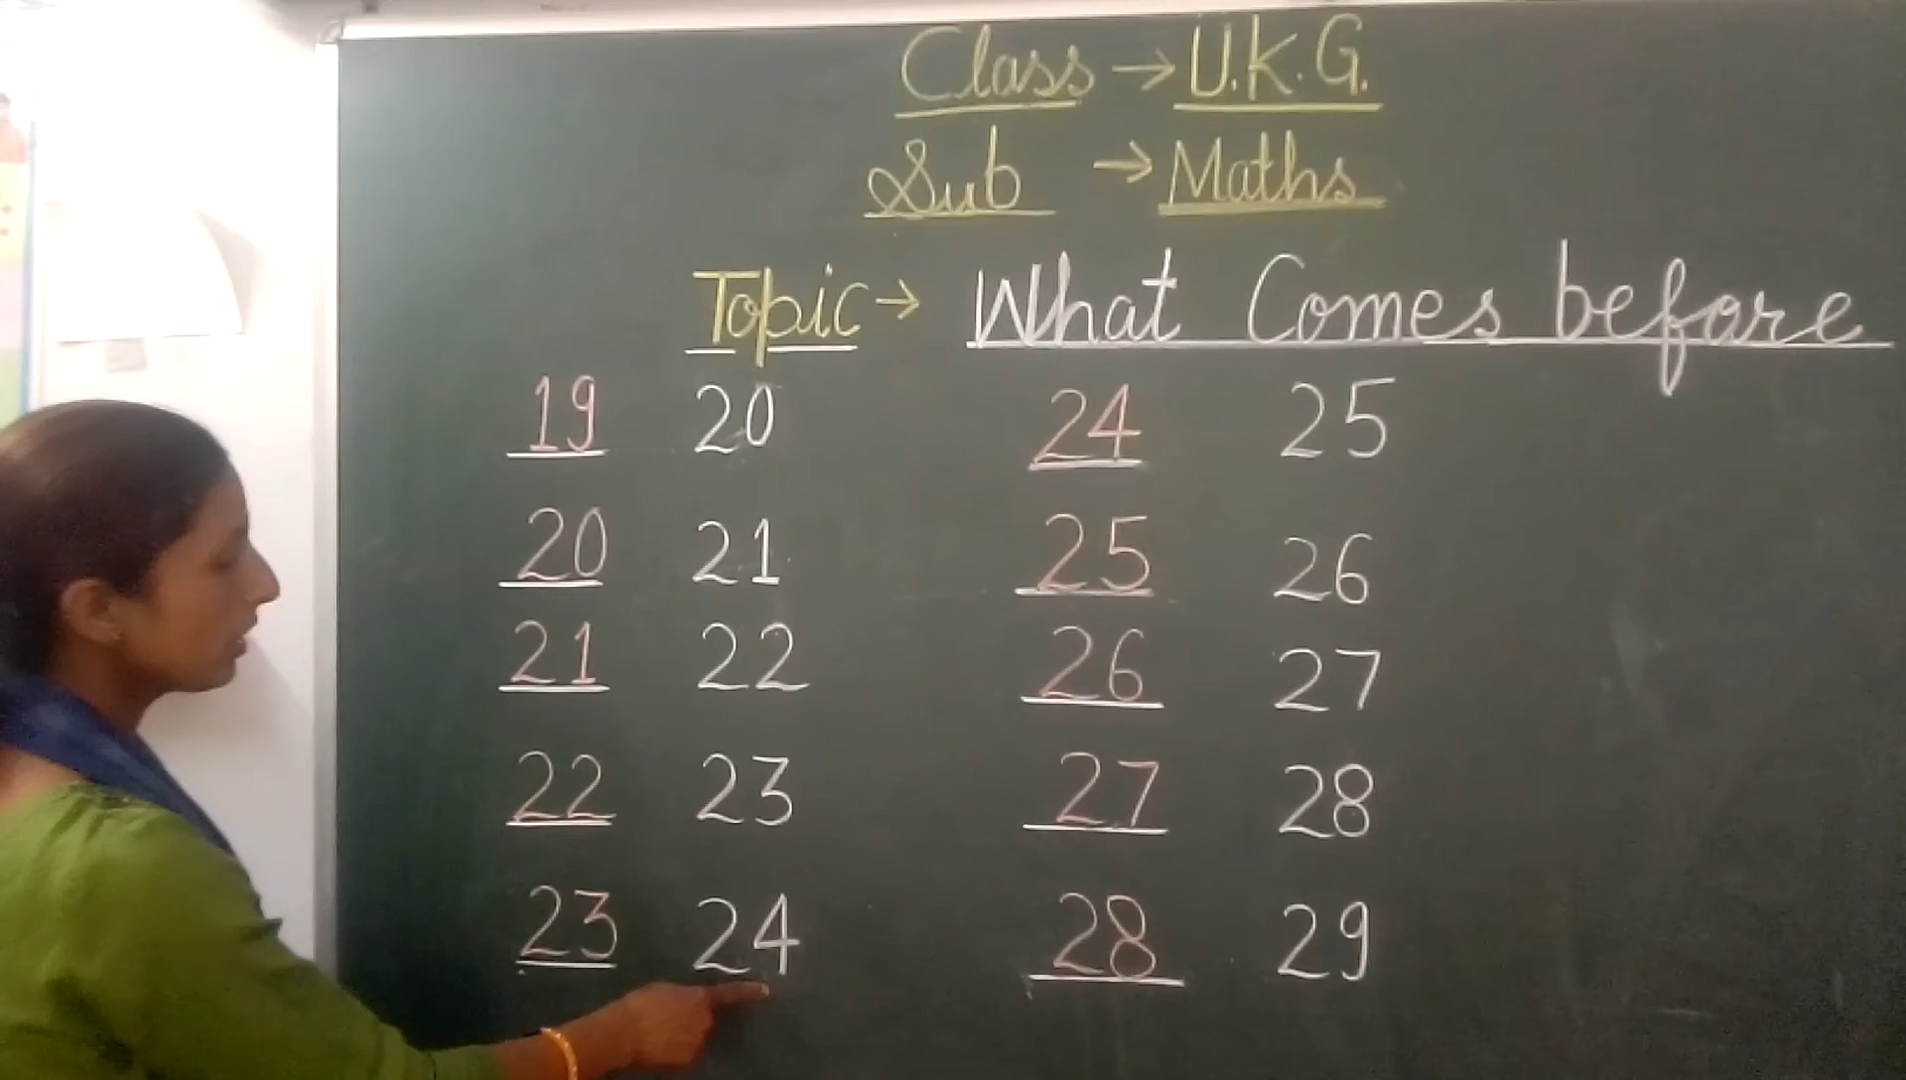 Class → U.K.G.
Sub → Maths
Topic → What Comes before
19 20 24 25
20 21 25 26
21 22 26 27
22 23 27 28
23 24 28 29